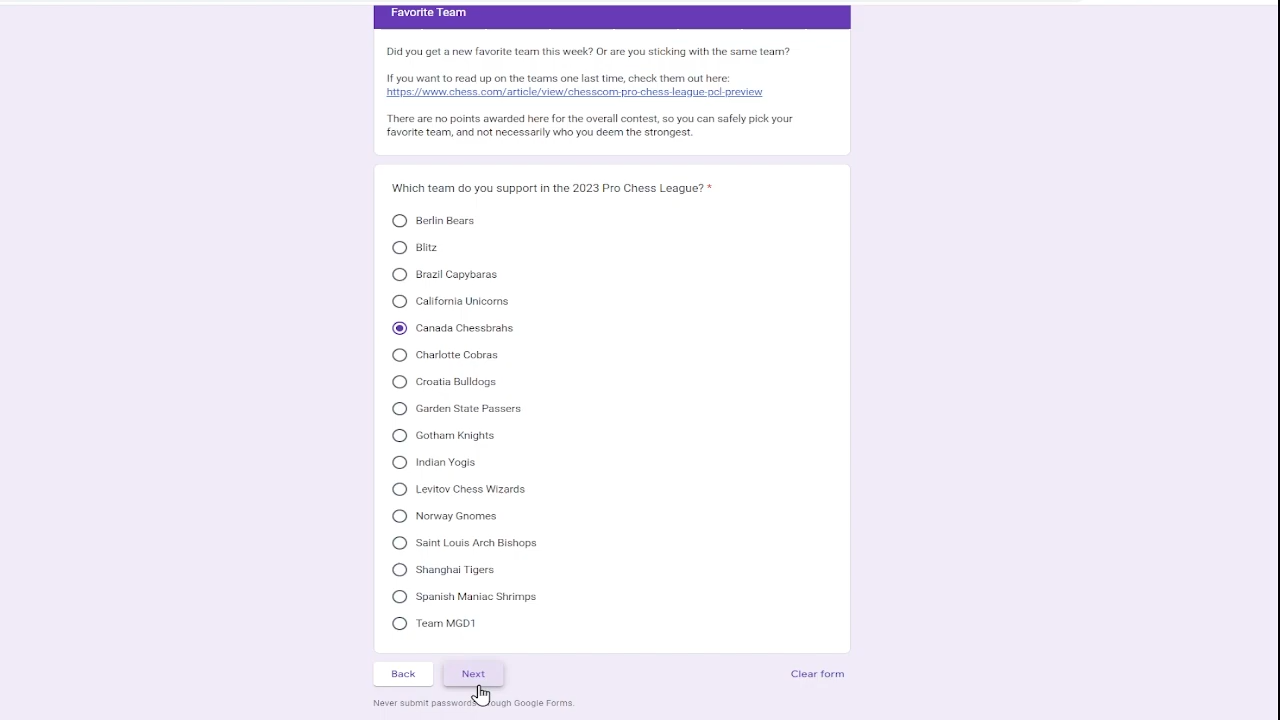 Favorite Team
Did you get a new favorite team this week? Or are you sticking with the same team?
If you want to read up on the teams one last time, check them out here:
https://www.chess.com/article/view/chesscom-pro-chess-league-pcl-preview
There are no points awarded here for the overall contest, so you can safely pick your
favorite team, and not necessarily who you deem the strongest.
Which team do you support in the 2023 Pro Chess League? *
Berlin Bears
Blitz
Brazil Capybaras
California Unicorns
Canada Chessbrahs
Charlotte Cobras
Croatia Bulldogs
Garden State Passers
Gotham Knights
Indian Yogis
Levitov Chess Wizards
Norway Gnomes
Saint Louis Arch Bishops
Shanghai Tigers
Spanish Maniac Shrimps
Team MGD1
Back Next Clear form
Never submit passwords through Google Forms.